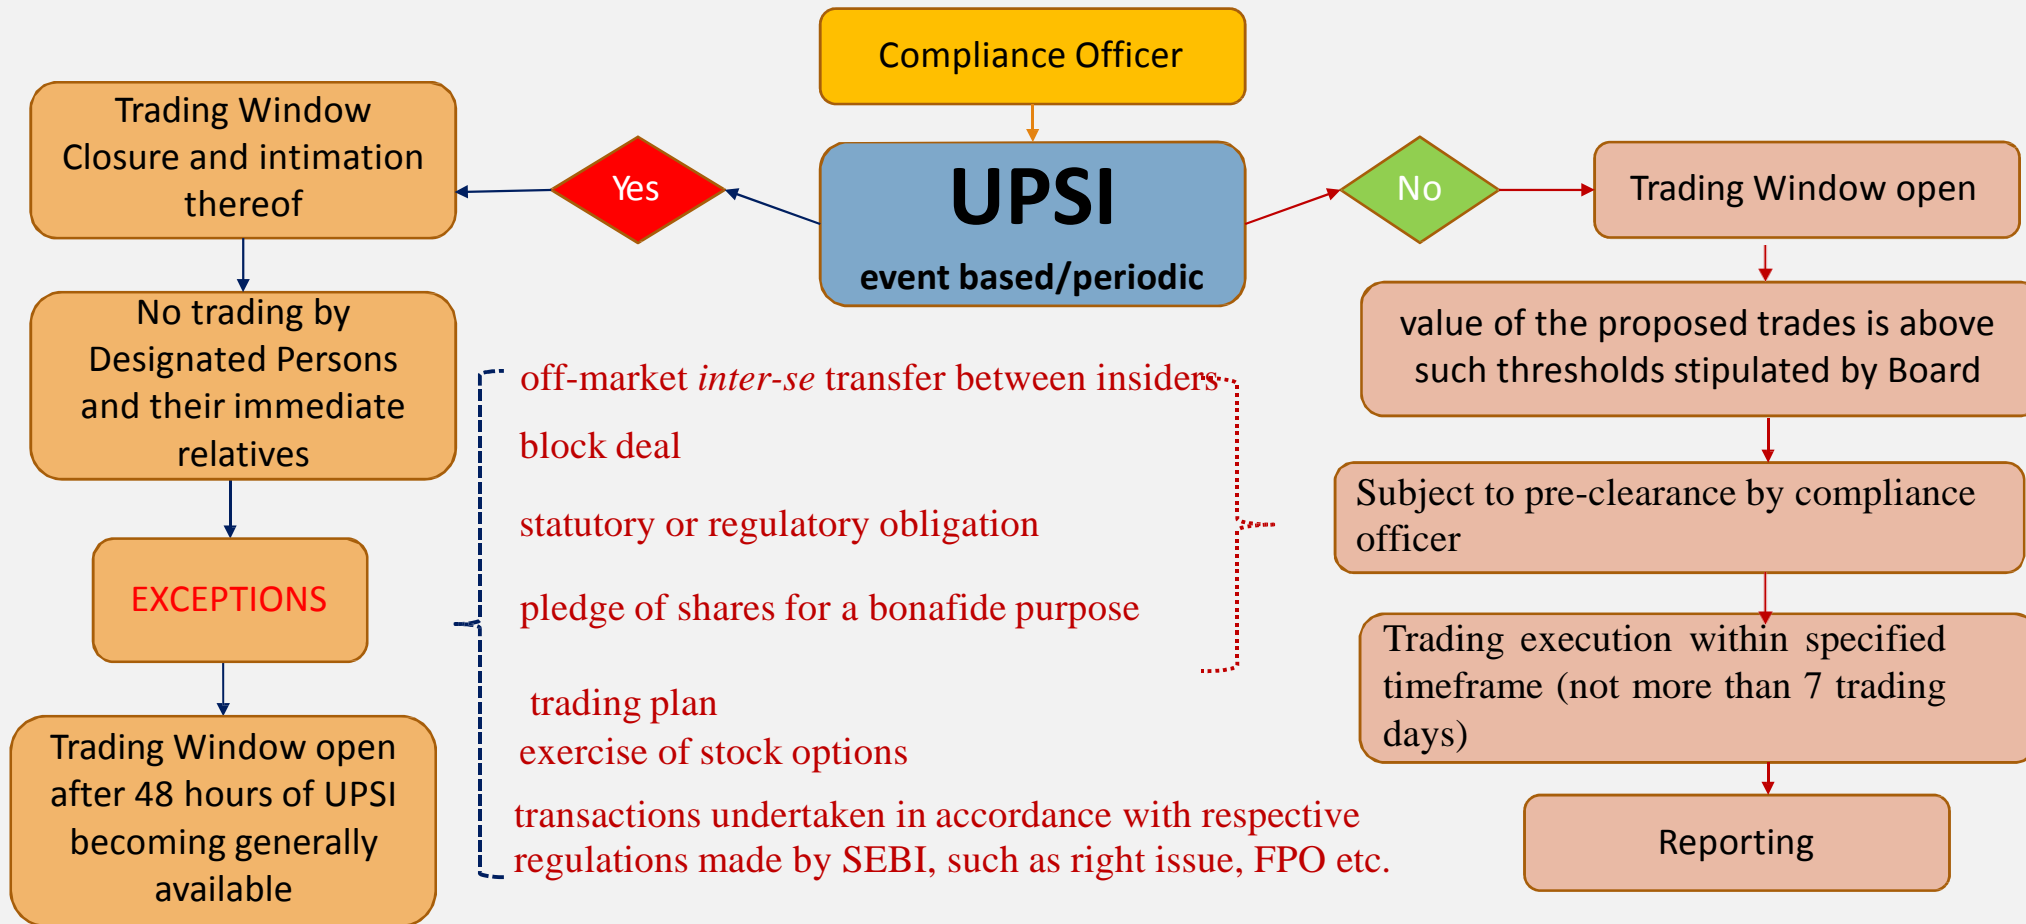 Compliance Officer
UPSI
event based/periodic
Yes
Trading Window
Closure and intimation
thereof
No trading by
Designated Persons
and their immediate
relatives
EXCEPTIONS
Trading Window open
after 48 hours of UPSI
becoming generally
available
off-market inter-se transfer between insiders
block deal
statutory or regulatory obligation
pledge of shares for a bonafide purpose
trading plan
exercise of stock options
transactions undertaken in accordance with respective
regulations made by SEBI, such as right issue, FPO etc.
No
Trading Window open
value of the proposed trades is above
such thresholds stipulated by Board
Subject to pre-clearance by compliance
officer
Trading execution within specified
timeframe (not more than 7 trading
days)
Reporting